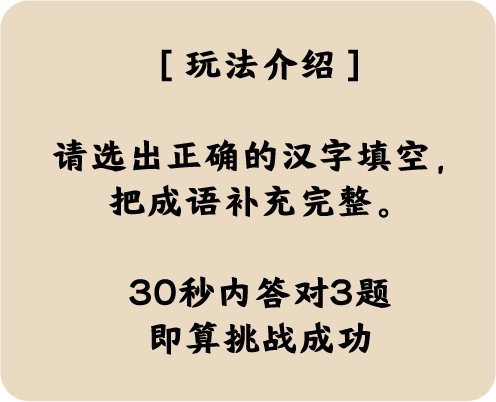 [ 玩法介绍 ]
请选出正确的汉字填空，
把成语补充完整。
30秒内答对3题
即算挑战成功